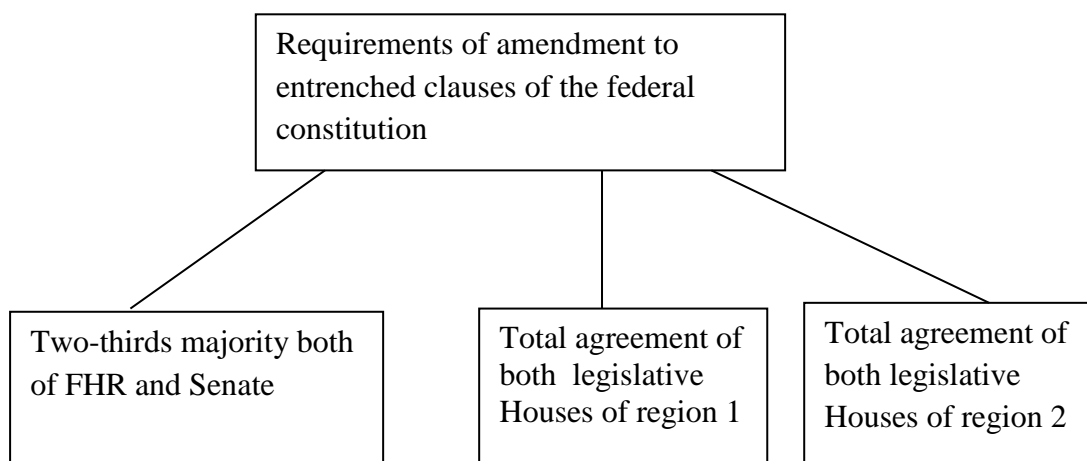 Requirements of amendment to
entrenched clauses of the federal
constitution
Two-thirds majority both
of FHR and Senate
Total agreement of
both legislative
Houses of region 1
Total agreement of
both legislative
Houses of region 2